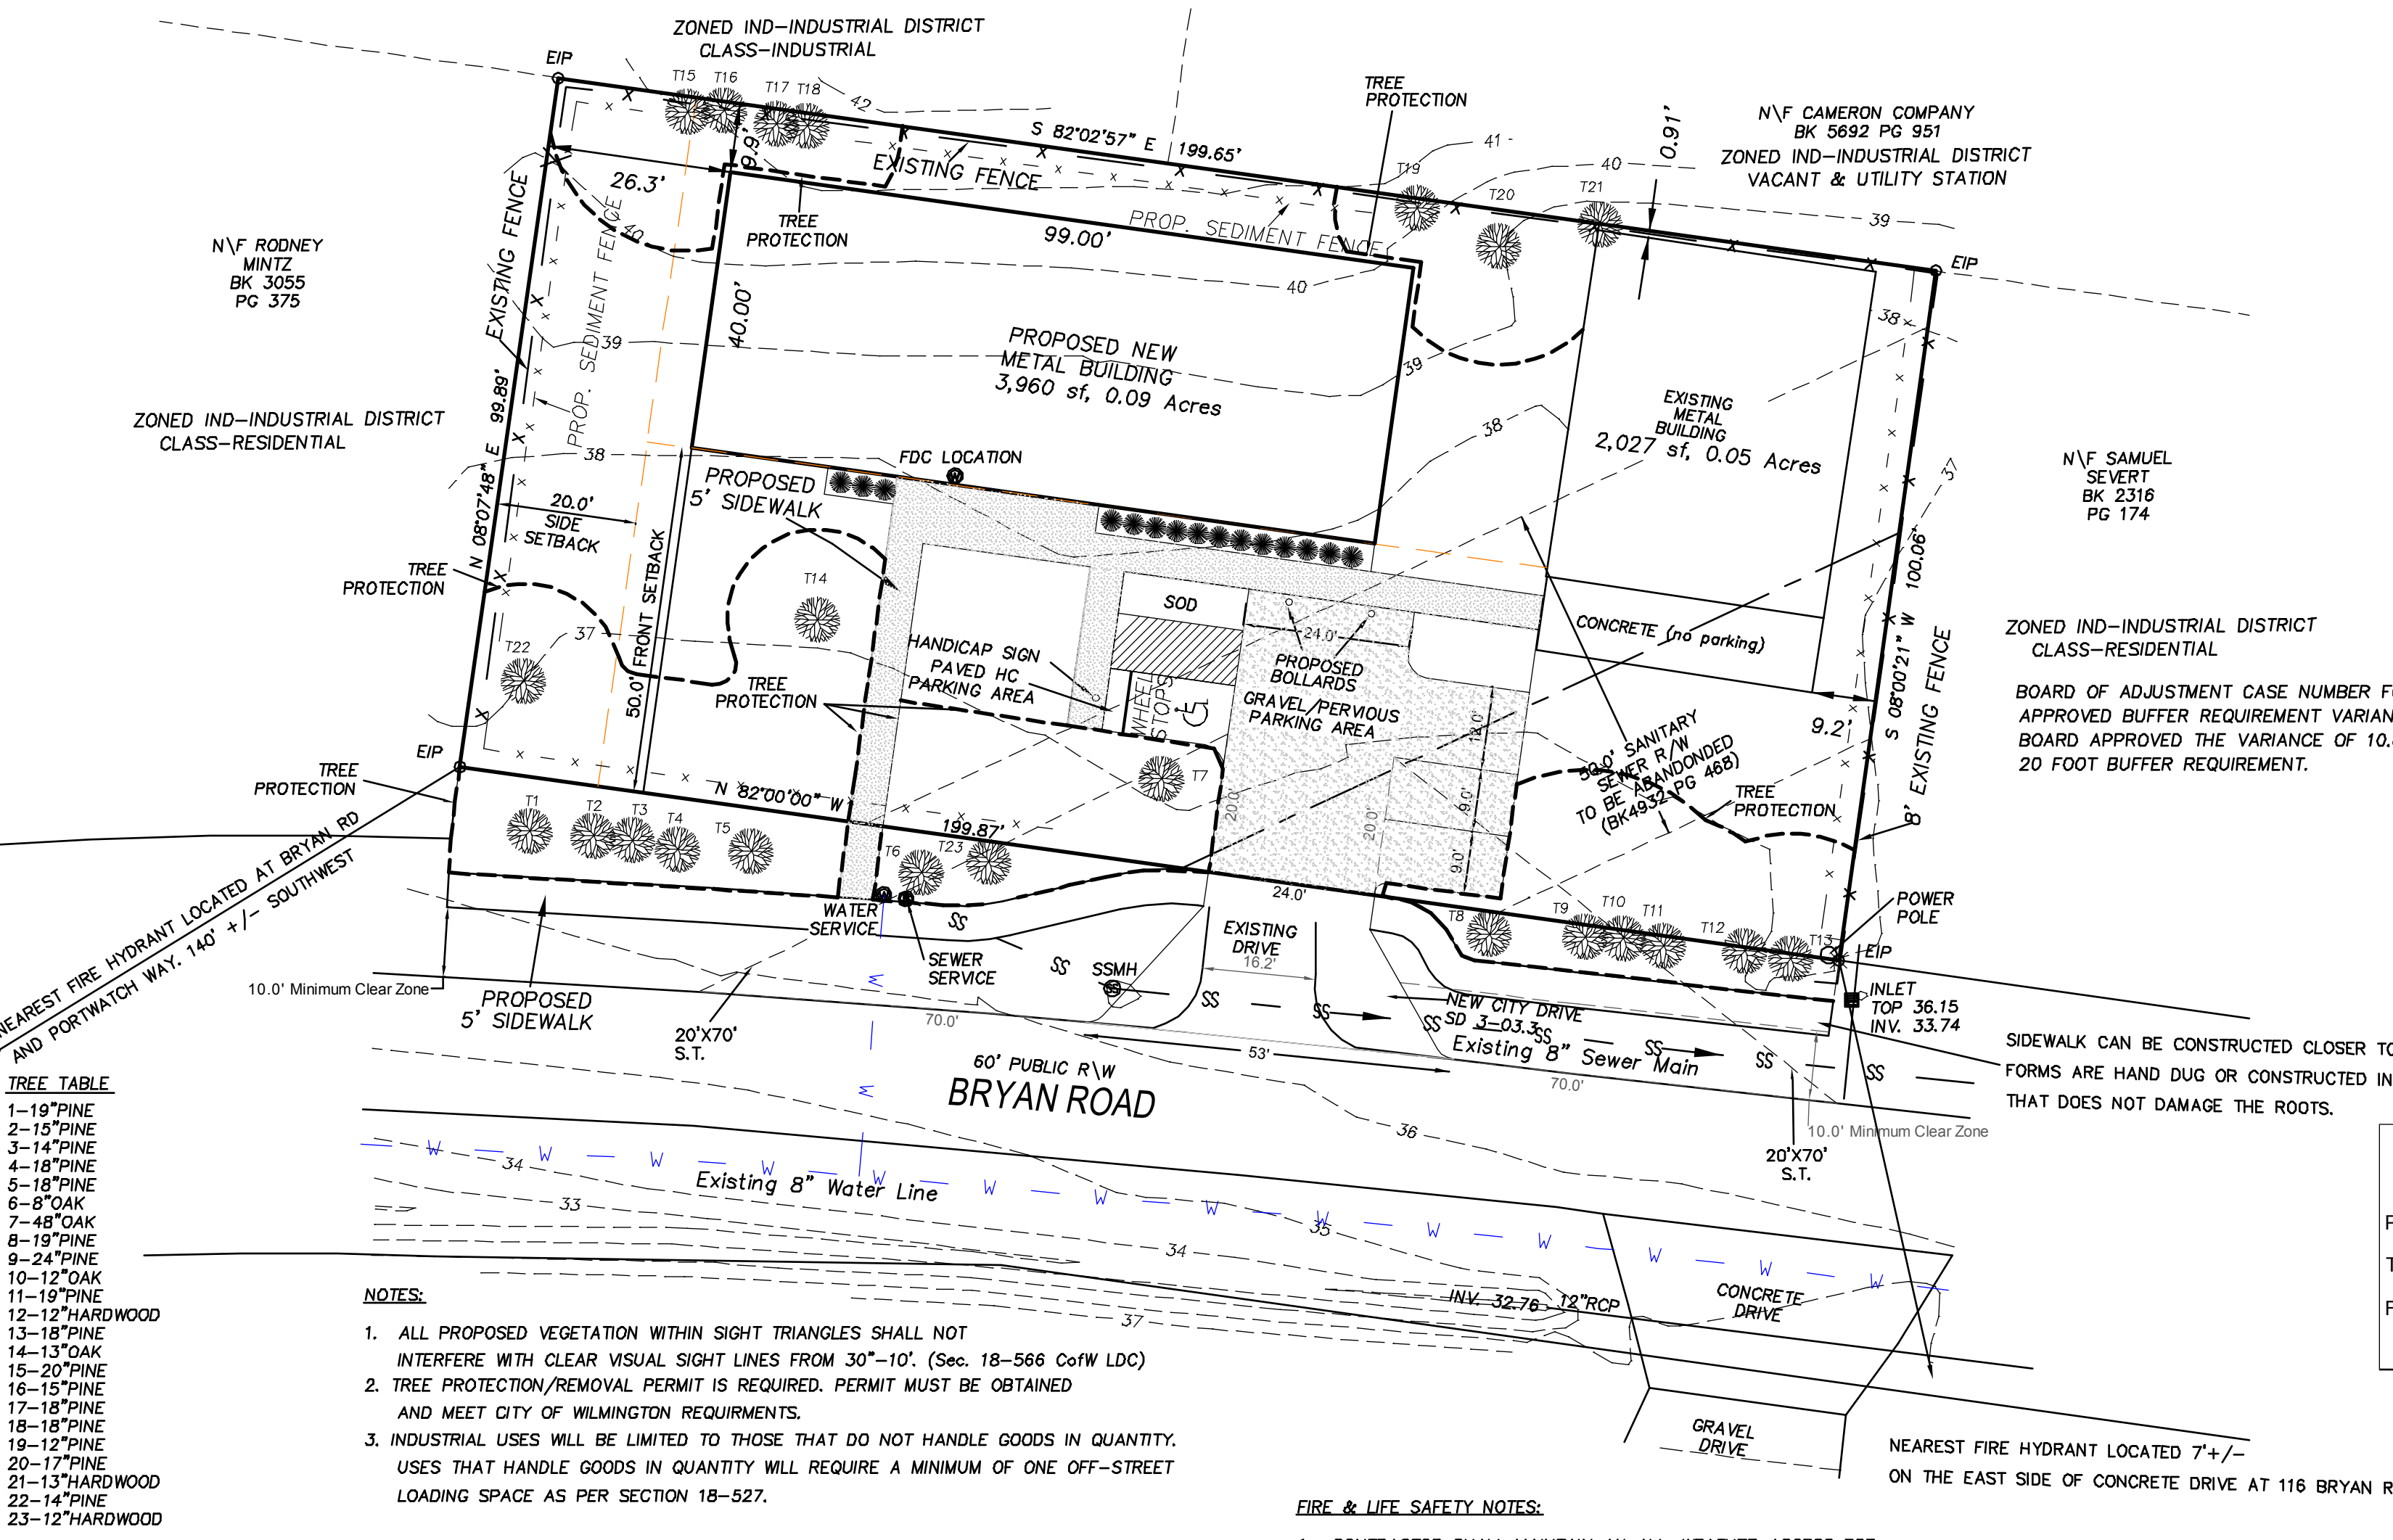 ZONED IND-INDUSTRIAL DISTRICT
CLASS-INDUSTRIAL
EIP
T15
T16
T17
T18
42
TREE
PROTECTION
N\F CAMERON COMPANY
BK 5692 PG 951
ZONED IND-INDUSTRIAL DISTRICT
VACANT & UTILITY STATION
0.91'
S 82°02'57" E 199.65'
41
40
39
EXISTING FENCE
9.9'
26.3'
TREE
PROTECTION
99.00'
PROP. SEDIMENT FENCE
T19
T20
T21
EIP
N\F RODNEY
MINTZ
BK 3055
PG 375
EXISTING FENCE
PROP. SEDIMENT FENCE
40
40.00'
40
38
39
39
PROPOSED NEW
METAL BUILDING
3,960 sf, 0.09 Acres
EXISTING
METAL
BUILDING
2,027 sf, 0.05 Acres
ZONED IND-INDUSTRIAL DISTRICT
CLASS-RESIDENTIAL
N 08°07'48" E 99.89'
38
38
37
FDC LOCATION
PROPOSED
5' SIDEWALK
N\F SAMUEL
SEVERT
BK 2316
PG 174
20.0'
SIDE
SETBACK
50.0' FRONT SETBACK
TREE
PROTECTION
T14
37
T22
SOD
HANDICAP SIGN
PAVED HC
PARKING AREA
WHEEL
STOPS
24.0'
PROPOSED
BOLLARDS
GRAVEL/PERVIOUS
PARKING AREA
CONCRETE (no parking)
S 08°00'21" W 100.06'
8' EXISTING FENCE
9.2'
ZONED IND-INDUSTRIAL DISTRICT
CLASS-RESIDENTIAL
BOARD OF ADJUSTMENT CASE NUMBER
APPROVED BUFFER REQUIREMENT
BOARD APPROVED THE VARIANCE OF
20 FOOT BUFFER REQUIREMENT.
TREE
PROTECTION
EIP
TREE
PROTECTION
12.0'
30.0' SANITARY
SEWER R/W
TO BE ABANDONDED
(BK4932 PG 468)
TREE
PROTECTION
N 82°00'00" W
199.87'
T7
20.0'
20.0'
9.0'
9.0'
T1
T2
T3
T4
T5
T6
T23
24.0'
T8
T9
T10
T11
T12
T13
POWER
POLE
EIP
NEAREST FIRE HYDRANT LOCATED AT BRYAN RD
AND PORTWATCH WAY. 140' +/- SOUTHWEST
WATER
SERVICE
SEWER
SERVICE
SS
SS
SSMH
SS
EXISTING
DRIVE
16.2'
10.0' Minimum Clear Zone
PROPOSED
5' SIDEWALK
20'X70'
S.T.
70.0'
SS
SS
SS
NEW CITY DRIVE
SD 3-03.3
SS
SS
SS
SS
SS
Existing 8" Sewer Main
53'
70.0'
INLET
TOP 36.15
INV. 33.74
SIDEWALK CAN BE CONSTRUCTED CLOSER
FORMS ARE HAND DUG OR CONSTRUCTED IN
THAT DOES NOT DAMAGE THE ROOTS.
60' PUBLIC R\W
BRYAN ROAD
10.0' Minimum Clear Zone
20'X70'
S.T.
36
W W W W W W W W W W W W W W
Existing 8" Water Line
34
33
35
34
37
INV. 32.76 12"RCP
CONCRETE
DRIVE
GRAVEL
DRIVE
TREE TABLE
1-19"PINE
2-15"PINE
3-14"PINE
4-18"PINE
5-18"PINE
6-8"OAK
7-48"OAK
8-19"PINE
9-24"PINE
10-12"OAK
11-19"PINE
12-12"HARDWOOD
13-18"PINE
14-13"OAK
15-20"PINE
16-15"PINE
17-18"PINE
18-18"PINE
19-12"PINE
20-17"PINE
21-13"HARDWOOD
22-14"PINE
23-12"HARDWOOD
NOTES:
1. ALL PROPOSED VEGETATION WITHIN SIGHT TRIANGLES SHALL NOT
INTERFERE WITH CLEAR VISUAL SIGHT LINES FROM 30"-10'. (Sec. 18-566 CofW LDC)
2. TREE PROTECTION/REMOVAL PERMIT IS REQUIRED. PERMIT MUST BE OBTAINED
AND MEET CITY OF WILMINGTON REQUIRMENTS.
3. INDUSTRIAL USES WILL BE LIMITED TO THOSE THAT DO NOT HANDLE GOODS IN QUANTITY.
USES THAT HANDLE GOODS IN QUANTITY WILL REQUIRE A MINIMUM OF ONE OFF-STREET
LOADING SPACE AS PER SECTION 18-527.
NEAREST FIRE HYDRANT LOCATED 7'+/-
ON THE EAST SIDE OF CONCRETE DRIVE AT 116 BRYAN
FIRE & LIFE SAFETY NOTES: